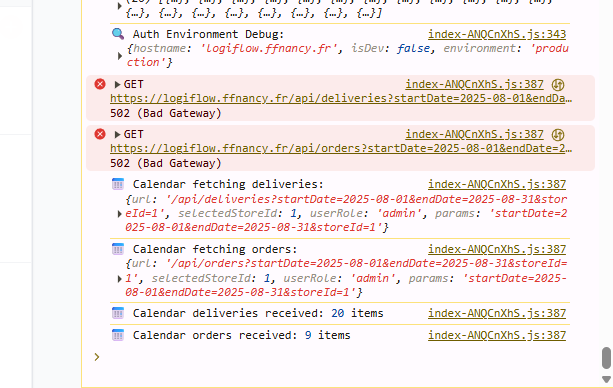 {…}, {…}, {…}, {…}, {…}, {…}, {…}, {…}]
🔍 Auth Environment Debug: index-ANQCnXhS.js:343
{hostname: 'logiflow.ffnancy.fr', isDev: false, environment: 'produ
ction'}
GET index-ANQCnXhS.js:387
https://logiflow.ffnancy.fr/api/deliveries?startDate=2025-08-01&endDa…
502 (Bad Gateway)
GET index-ANQCnXhS.js:387
https://logiflow.ffnancy.fr/api/orders?startDate=2025-08-01&endDate=2…
502 (Bad Gateway)
📅 Calendar fetching deliveries: index-ANQCnXhS.js:387
{url: '/api/deliveries?startDate=2025-08-01&endDate=2025-08-31&stor
eId=1', selectedStoreId: 1, userRole: 'admin', params: 'startDate=2
025-08-01&endDate=2025-08-31&storeId=1'}
📅 Calendar fetching orders: index-ANQCnXhS.js:387
{url: '/api/orders?startDate=2025-08-01&endDate=2025-08-31&storeId=
1', selectedStoreId: 1, userRole: 'admin', params: 'startDate=2025-
08-01&endDate=2025-08-31&storeId=1'}
📅 Calendar deliveries received: 20 items index-ANQCnXhS.js:387
📅 Calendar orders received: 9 items index-ANQCnXhS.js:387